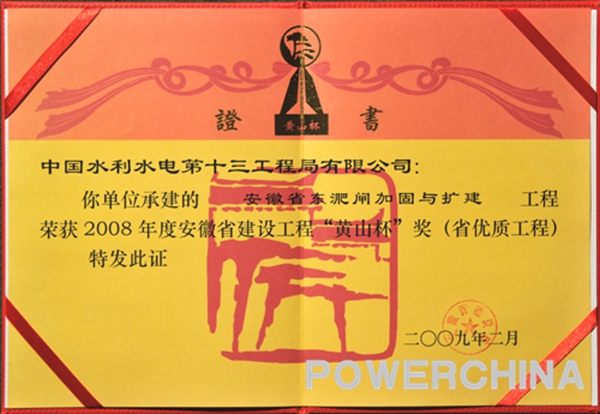 黄山杯
證書
中国水利水电第十三工程局有限公司：
你单位承建的 安徽省东淝闸加固与扩建 工程
荣获2008年度安徽省建设工程“黄山杯”奖（省优质工程）
特发此证
二〇〇九年二月
POWERCHINA